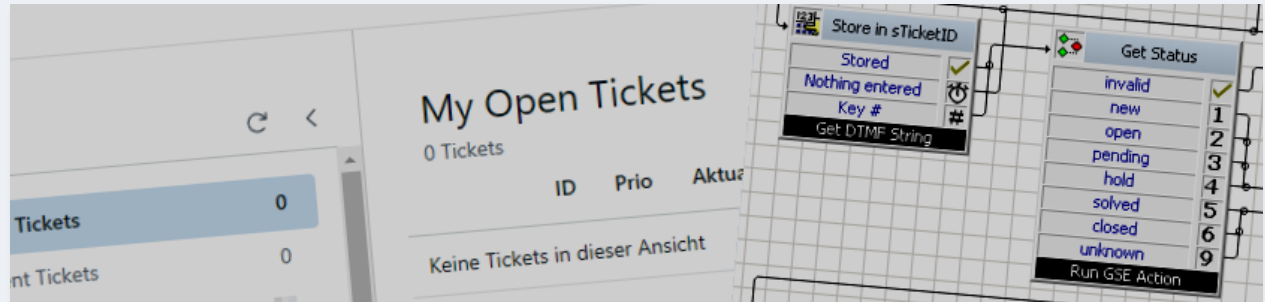 My Open Tickets
0 Tickets
ID Prio Aktua
Keine Tickets in dieser Ansicht
Tickets 0
nt Tickets 0
Store in sTicketID
Stored
Nothing entered
Key # #
Get DTMF String
Get Status
invalid
new 1
open 2
pending 3
hold 4
solved 5
closed 6
unknown 9
Run GSE Action